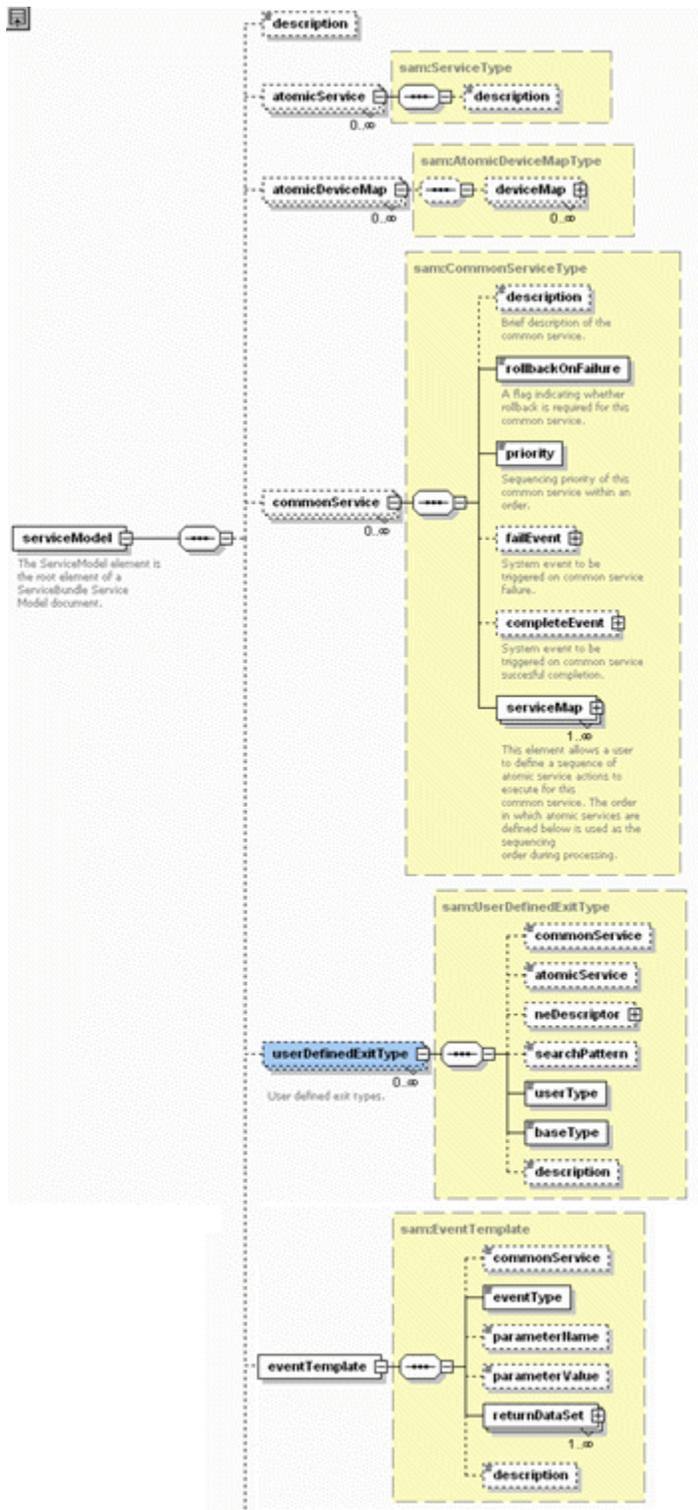 description
sam:ServiceType
atomicService
description
0..∞
sam:AtomicDeviceMapType
atomicDeviceMap
deviceMap
0..∞
0..∞
sam:CommonServiceType
description
Brief description of the
common service.
rollbackOnFailure
A flag indicating whether
rollback is required for this
common service.
priority
Sequencing priority of this
common service within an
order.
commonService
0..∞
failEvent
System event to be
triggered on common service
failure.
serviceModel
The ServiceModel element is
the root element of a
ServiceBundle Service
Model document.
completeEvent
System event to be
triggered on common service
succesful completion.
serviceMap
1..∞
This element allows a user
to define a sequence of
atomic service actions to
execute for this
common service. The order
in which atomic services are
defined below is used as the
sequencing
order during processing.
sam:UserDefinedExitType
commonService
atomicService
neDescriptor
userDefinedExitType
0..∞
User defined exit types.
searchPattern
userType
baseType
description
sam:EventTemplate
commonService
eventType
parameterName
eventTemplate
parameterValue
returnDataSet
1..∞
description